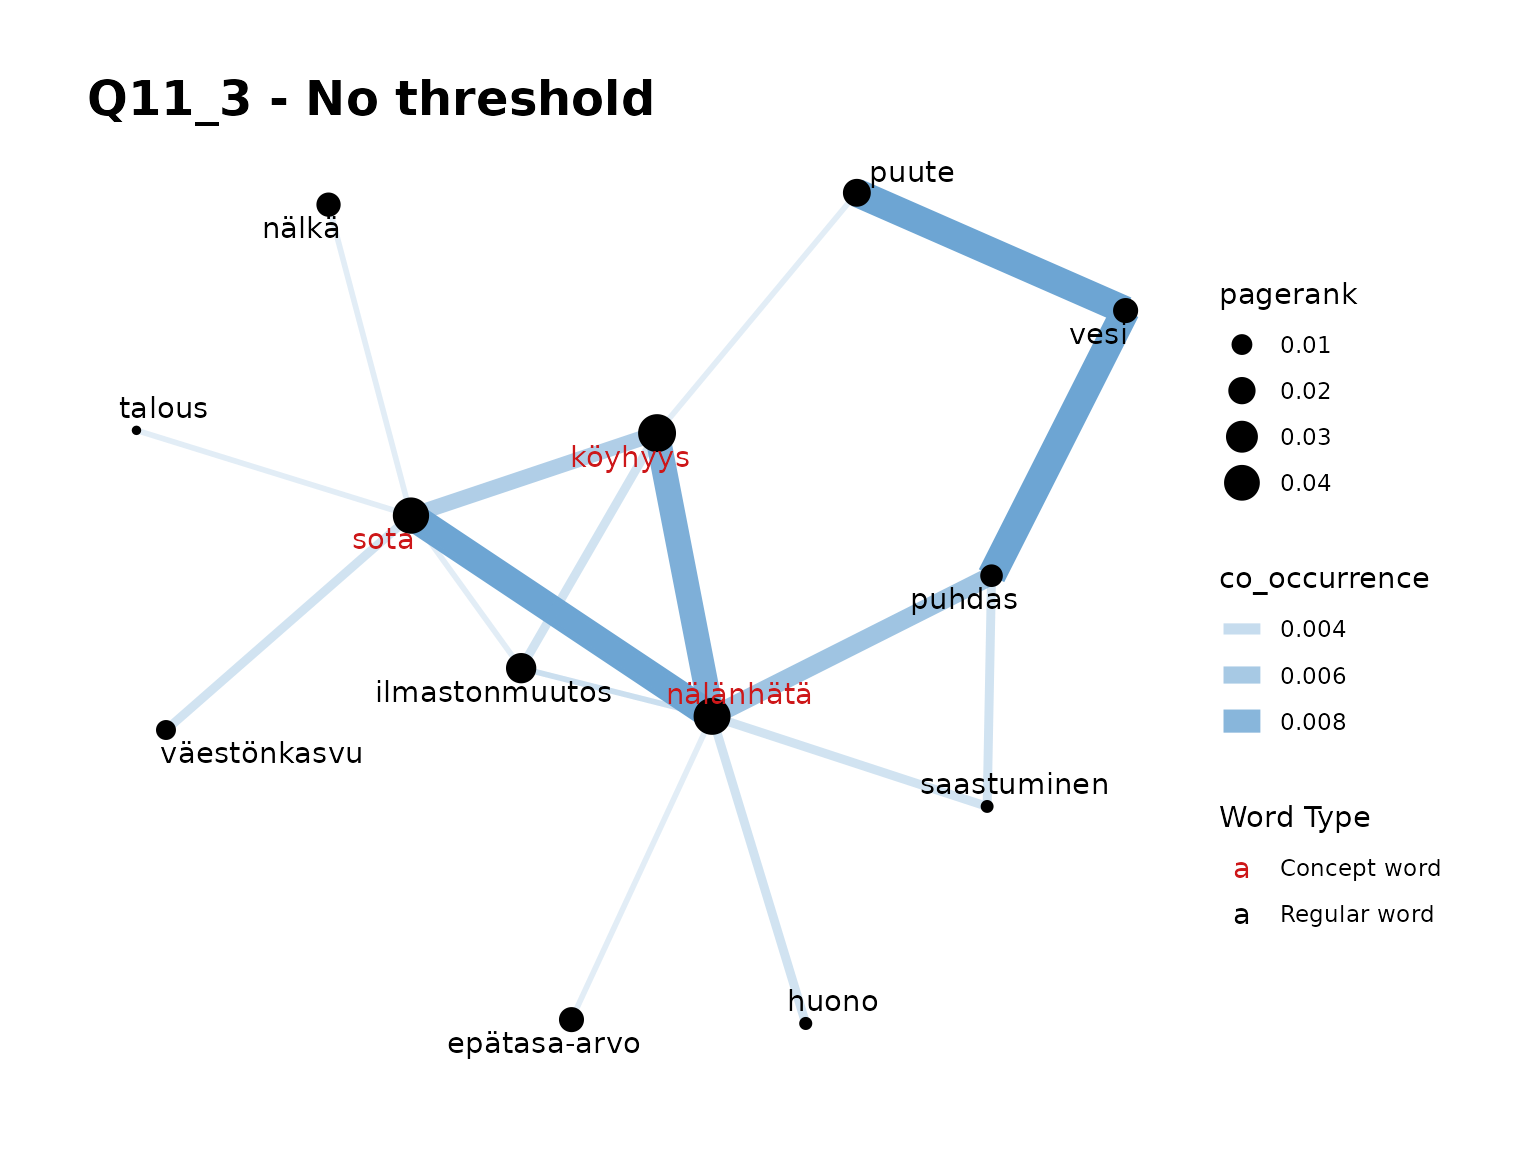 Q11_3 - No threshold
puute
nälkä
vesi
talous
köyhyys
sota
puhdas
ilmastonmuutos
nälänhätä
väestönkasvu
saastuminen
huono
epätasa-arvo
pagerank
0.01
0.02
0.03
0.04
co_occurrence
0.004
0.006
0.008
Word Type
a Concept word
a Regular word